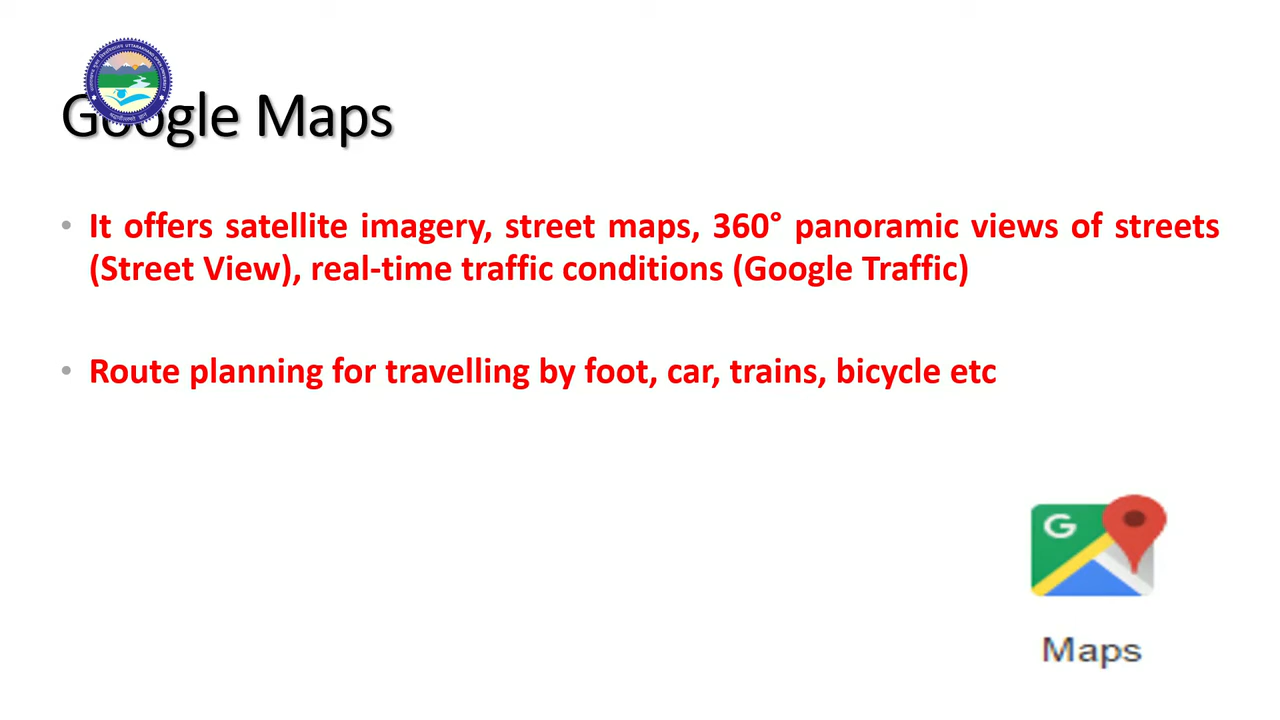 Google Maps
• It offers satellite imagery, street maps, 360° panoramic views of streets
(Street View), real-time traffic conditions (Google Traffic)
• Route planning for travelling by foot, car, trains, bicycle etc
G
Maps